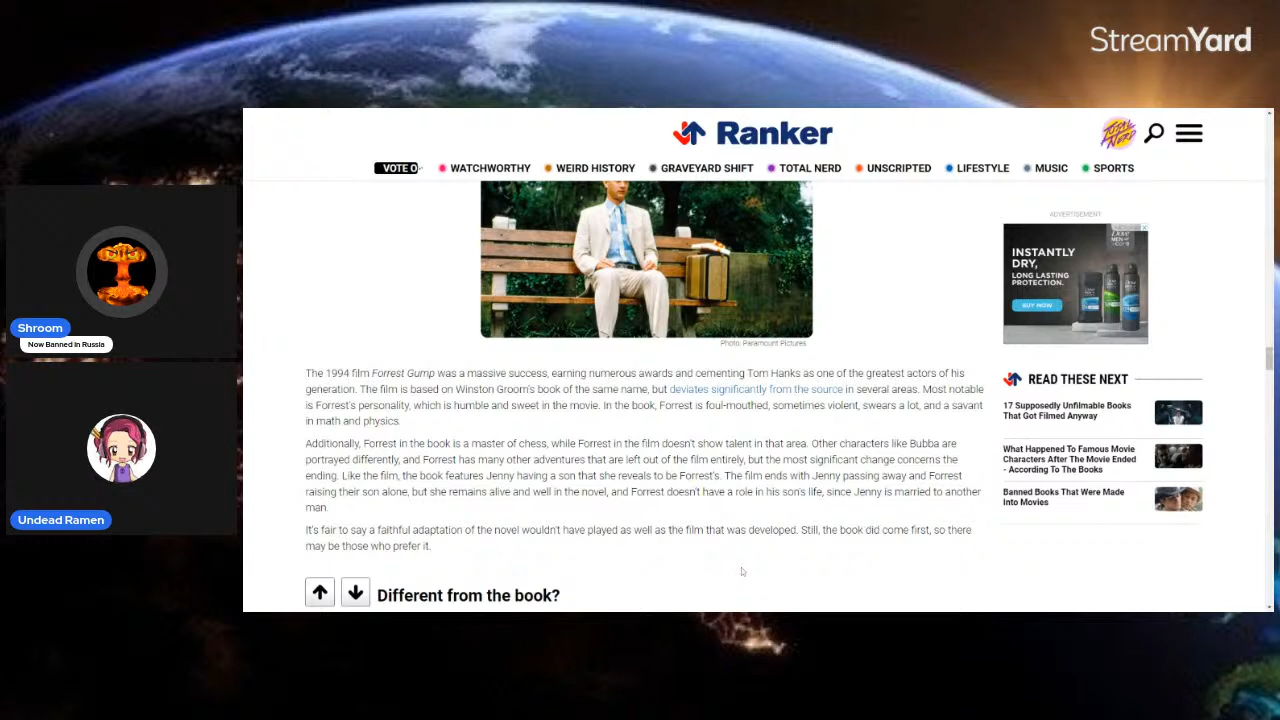 StreamYard
Ranker
TOTAL NERD
VOTE O
WATCHWORTHY
WEIRD HISTORY
GRAVEYARD SHIFT
TOTAL NERD
UNSCRIPTED
LIFESTYLE
MUSIC
SPORTS
Photo: Paramount Pictures
The 1994 film Forrest Gump was a massive success, earning numerous awards and cementing Tom Hanks as one of the greatest actors of his
generation. The film is based on Winston Groom's book of the same name, but deviates significantly from the source in several areas. Most notable
is Forrest's personality, which is humble and sweet in the movie. In the book, Forrest is foul-mouthed, sometimes violent, swears a lot, and a savant
in math and physics.
Additionally, Forrest in the book is a master of chess, while Forrest in the film doesn't show talent in that area. Other characters like Bubba are
portrayed differently, and Forrest has many other adventures that are left out of the film entirely, but the most significant change concerns the
ending. Like the film, the book features Jenny having a son that she reveals to be Forrest's. The film ends with Jenny passing away and Forrest
raising their son alone, but she remains alive and well in the novel, and Forrest doesn't have a role in his son's life, since Jenny is married to another
man.
It's fair to say a faithful adaptation of the novel wouldn't have played as well as the film that was developed. Still, the book did come first, so there
may be those who prefer it.
Different from the book?
ADVERTISEMENT
INSTANTLY
DRY,
LONG LASTING
PROTECTION.
BUY NOW
READ THESE NEXT
17 Supposedly Unfilmable Books
That Got Filmed Anyway
What Happened To Famous Movie
Characters After The Movie Ended
- According To The Books
Banned Books That Were Made
Into Movies
Shroom
Now Banned in Russia
Undead Ramen